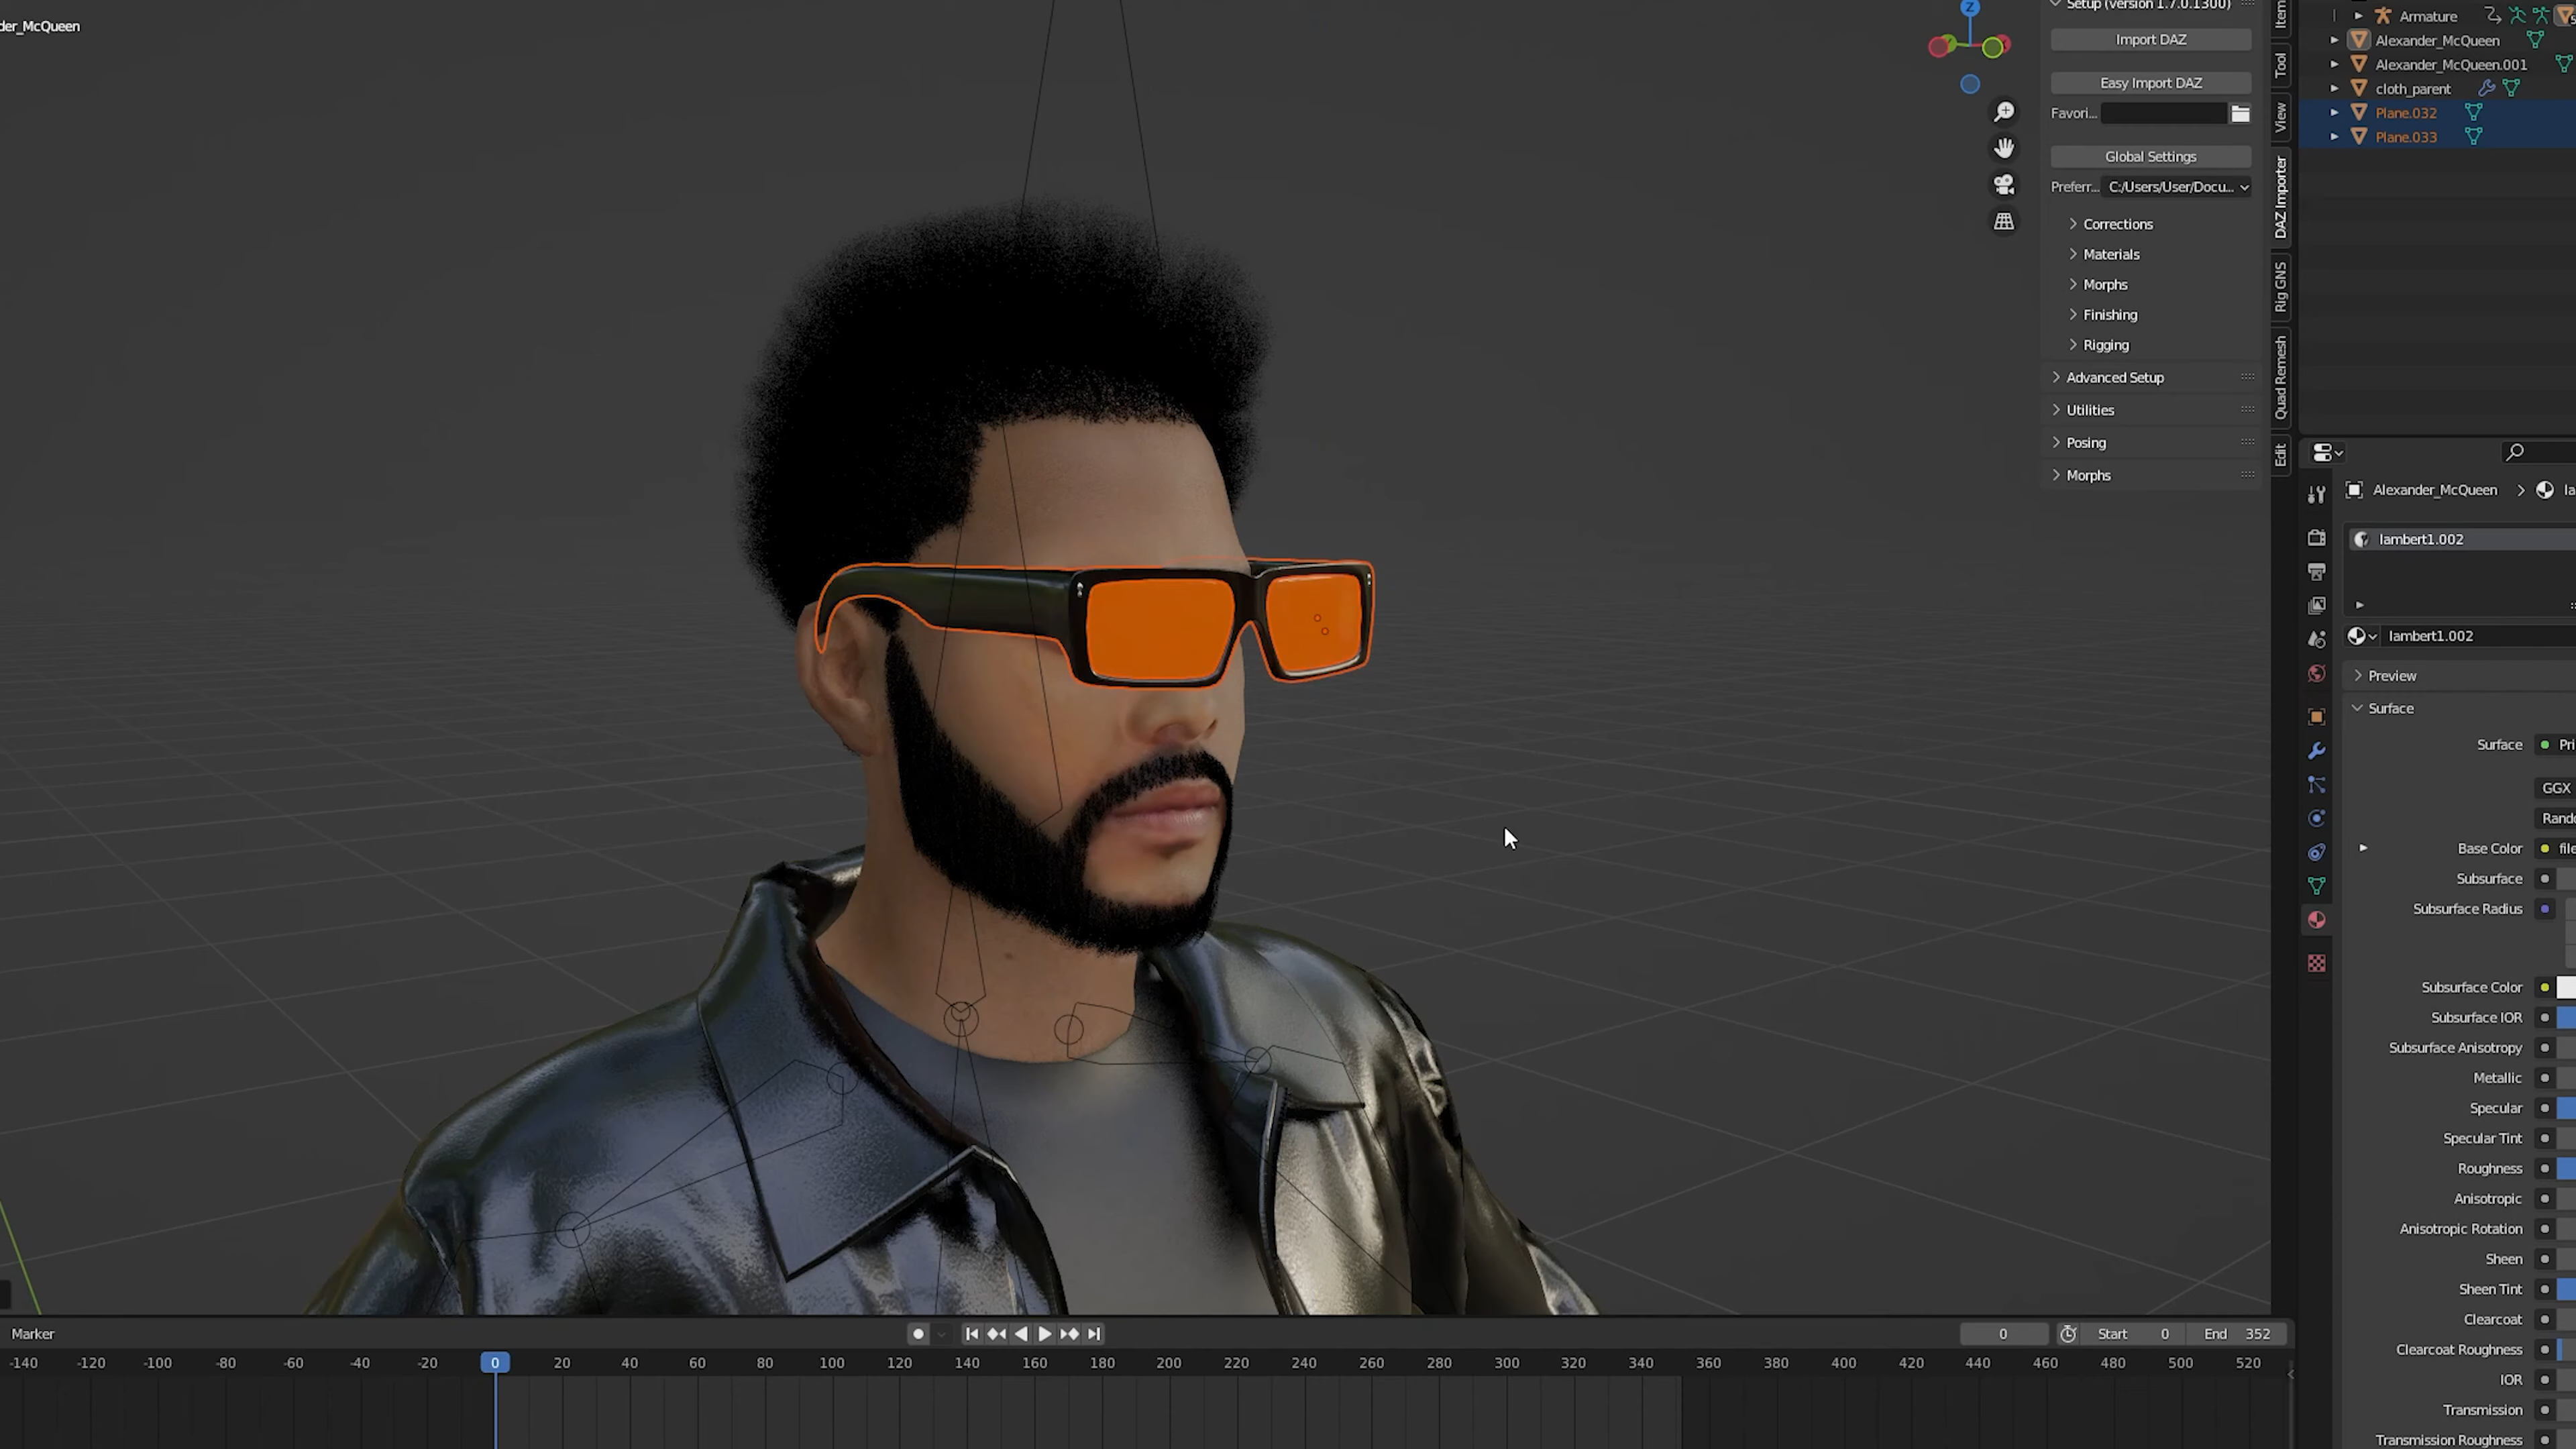 der_McQueen
Setup (version 1.7.0.1300)
Import DAZ
Easy Import DAZ
Favori...
Global Settings
Preferr... C:/Users/User/Docu...
Corrections
Materials
Morphs
Finishing
Rigging
Advanced Setup
Utilities
Posing
Morphs
Item
Tool
View
DAZ Importer
Rig GNS
Quad Remesh
Edit
Armature
Alexander_McQueen
Alexander_McQueen.001
cloth_parent
Plane.032
Plane.033
Alexander_McQueen > la
lambert1.002
lambert1.002
Preview
Surface
Surface Pri
GGX
Rando
Base Color file
Subsurface
Subsurface Radius
Subsurface Color
Subsurface IOR
Subsurface Anisotropy
Metallic
Specular
Specular Tint
Roughness
Anisotropic
Anisotropic Rotation
Sheen
Sheen Tint
Clearcoat
Clearcoat Roughness
IOR
Transmission
Transmission Roughness
Z
Marker
0 Start 0 End 352
-140 -120 -100 -80 -60 -40 -20 0 20 40 60 80 100 120 140 160 180 200 220 240 260 280 300 320 340 360 380 400 420 440 460 480 500 520